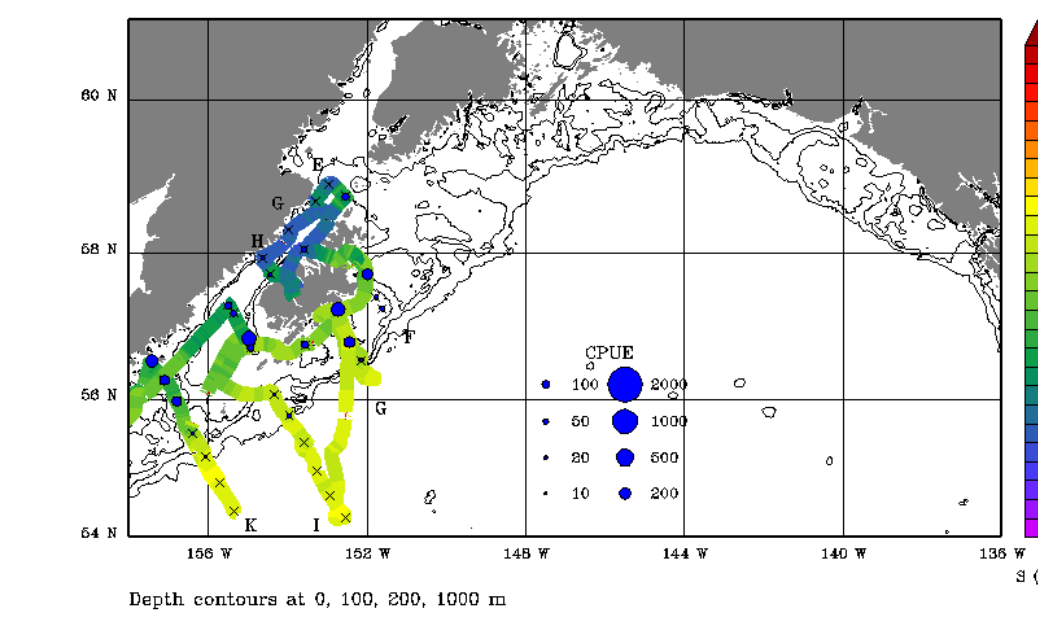 60 N
E
G
H
58 N
F
CPUE
100 2000
56 N
G
50 1000
20 500
10 200
K I
54 N
156 W 152 W 148 W 144 W 140 W 136 W
S (
Depth contours at 0, 100, 200, 1000 m